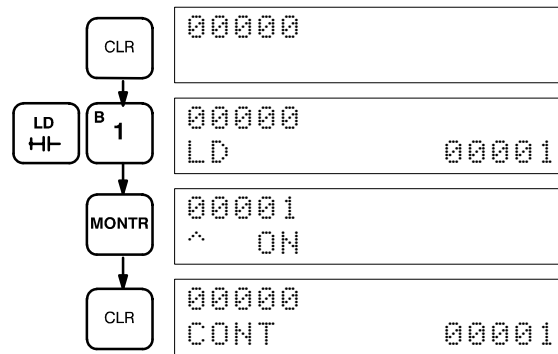 CLR
00000
LD
B
1
00000
LD 00001
MONTR
00001
^ ON
CLR
00000
CONT 00001